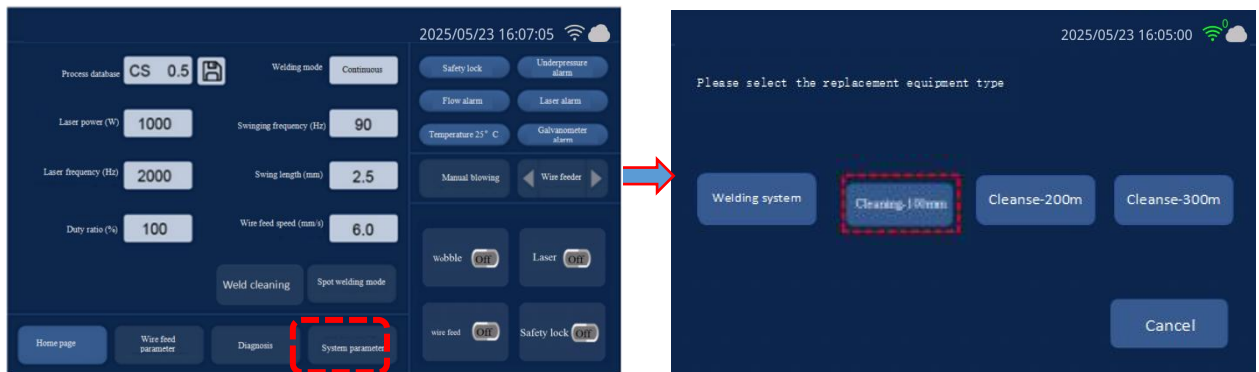 2025/05/23 16:07:05
Process database
CS 0.5
Welding mode
Continuous
Safety lock
Underpressure
alarm
Flow alarm
Laser alarm
Laser power (W)
1000
Swinging frequency (Hz)
90
Temperature 25° C
Galvanometer
alarm
Laser frequency (Hz)
2000
Swing length (mm)
2.5
Manual blowing
Wire feeder
Duty ratio (%)
100
Wire feed speed (mm/s)
6.0
wobble
Off
Laser
Off
Weld cleaning
Spot welding mode
wire feed
Off
Safety lock
Off
Home page
Wire feed
parameter
Diagnosis
System parameter
2025/05/23 16:05:00
0
Please select the replacement equipment type
Welding system
Cleaning-100mm
Cleanse-200m
Cleanse-300m
Cancel